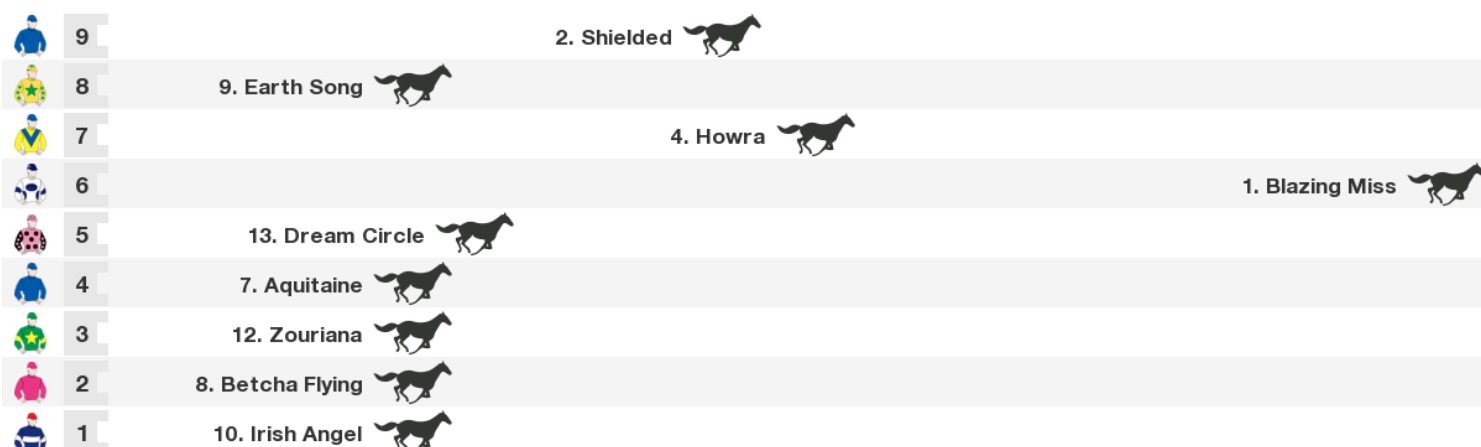 9 2. Shielded
8 9. Earth Song
7 4. Howra
6 1. Blazing Miss
5 13. Dream Circle
4 7. Aquitaine
3 12. Zouriana
2 8. Betcha Flying
1 10. Irish Angel